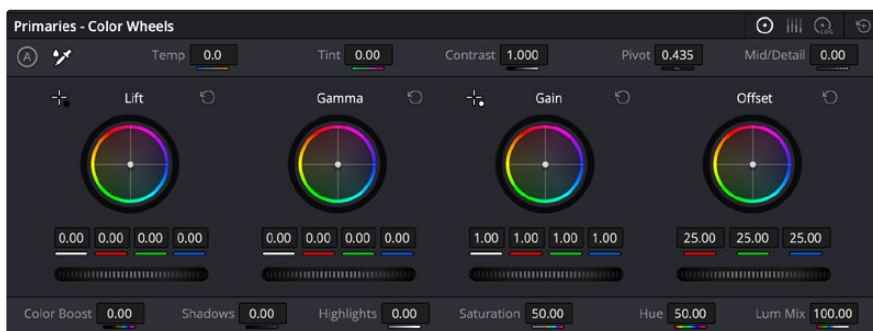 Primaries - Color Wheels
LOG
A Temp 0.0 Tint 0.00 Contrast 1.000 Pivot 0.435 Mid/Detail 0.00
Lift Gamma Gain Offset
0.00 0.00 0.00 0.00 0.00 0.00 0.00 0.00 1.00 1.00 1.00 1.00 25.00 25.00 25.00
Color Boost 0.00 Shadows 0.00 Highlights 0.00 Saturation 50.00 Hue 50.00 Lum Mix 100.00